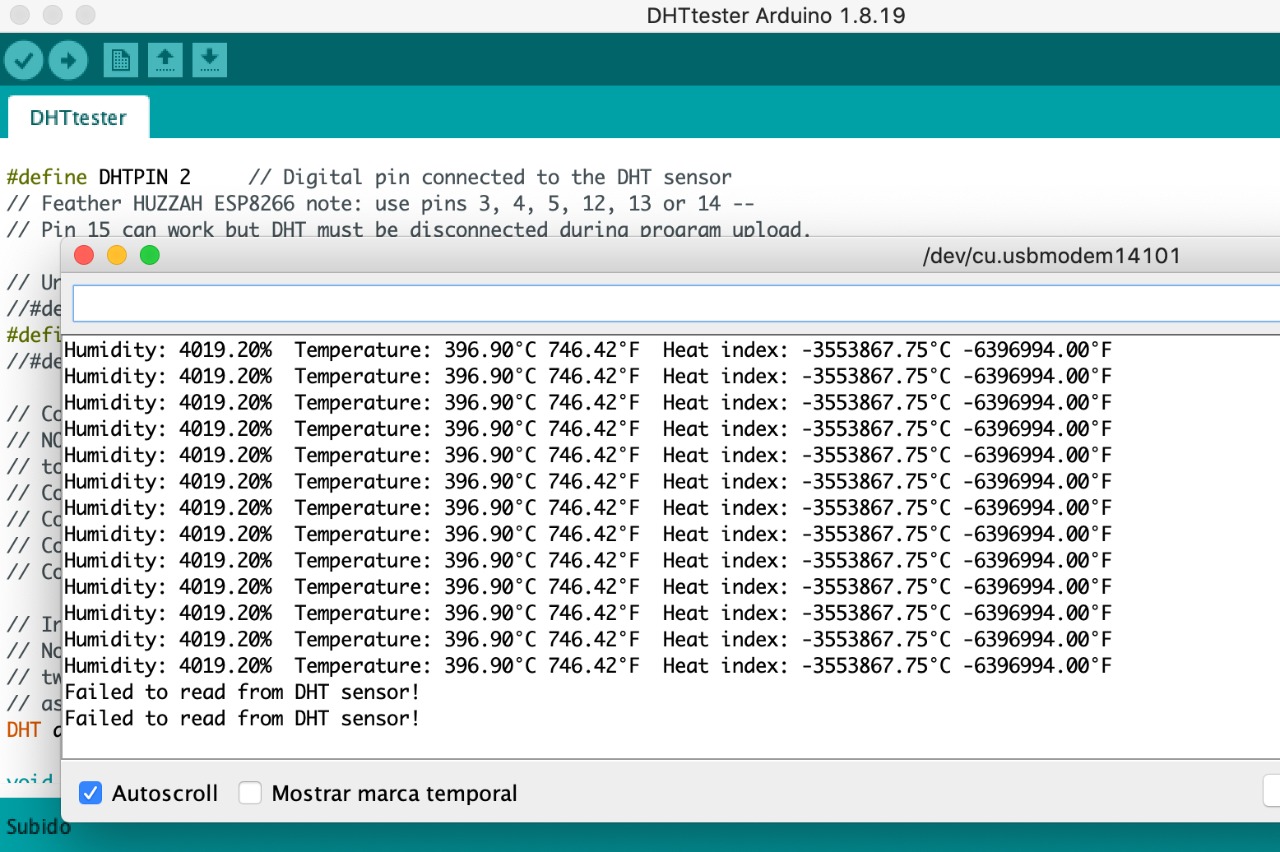 DHTtester Arduino 1.8.19
DHTtester
#define DHTPIN 2     // Digital pin connected to the DHT sensor
// Feather HUZZAH ESP8266 note: use pins 3, 4, 5, 12, 13 or 14 --
// Pin 15 can work but DHT must be disconnected during program upload.
/dev/cu.usbmodem14101
//
//#de
#defi
//#de
Humidity: 4019.20%  Temperature: 396.90°C 746.42°F  Heat index: -3553867.75°C -6396994.00°F
Humidity: 4019.20%  Temperature: 396.90°C 746.42°F  Heat index: -3553867.75°C -6396994.00°F
Humidity: 4019.20%  Temperature: 396.90°C 746.42°F  Heat index: -3553867.75°C -6396994.00°F
Humidity: 4019.20%  Temperature: 396.90°C 746.42°F  Heat index: -3553867.75°C -6396994.00°F
Humidity: 4019.20%  Temperature: 396.90°C 746.42°F  Heat index: -3553867.75°C -6396994.00°F
Humidity: 4019.20%  Temperature: 396.90°C 746.42°F  Heat index: -3553867.75°C -6396994.00°F
Humidity: 4019.20%  Temperature: 396.90°C 746.42°F  Heat index: -3553867.75°C -6396994.00°F
Humidity: 4019.20%  Temperature: 396.90°C 746.42°F  Heat index: -3553867.75°C -6396994.00°F
Humidity: 4019.20%  Temperature: 396.90°C 746.42°F  Heat index: -3553867.75°C -6396994.00°F
Humidity: 4019.20%  Temperature: 396.90°C 746.42°F  Heat index: -3553867.75°C -6396994.00°F
Humidity: 4019.20%  Temperature: 396.90°C 746.42°F  Heat index: -3553867.75°C -6396994.00°F
Humidity: 4019.20%  Temperature: 396.90°C 746.42°F  Heat index: -3553867.75°C -6396994.00°F
Humidity: 4019.20%  Temperature: 396.90°C 746.42°F  Heat index: -3553867.75°C -6396994.00°F
Failed to read from DHT sensor!
Failed to read from DHT sensor!
DHT
void
Autoscroll
Mostrar marca temporal
Subido